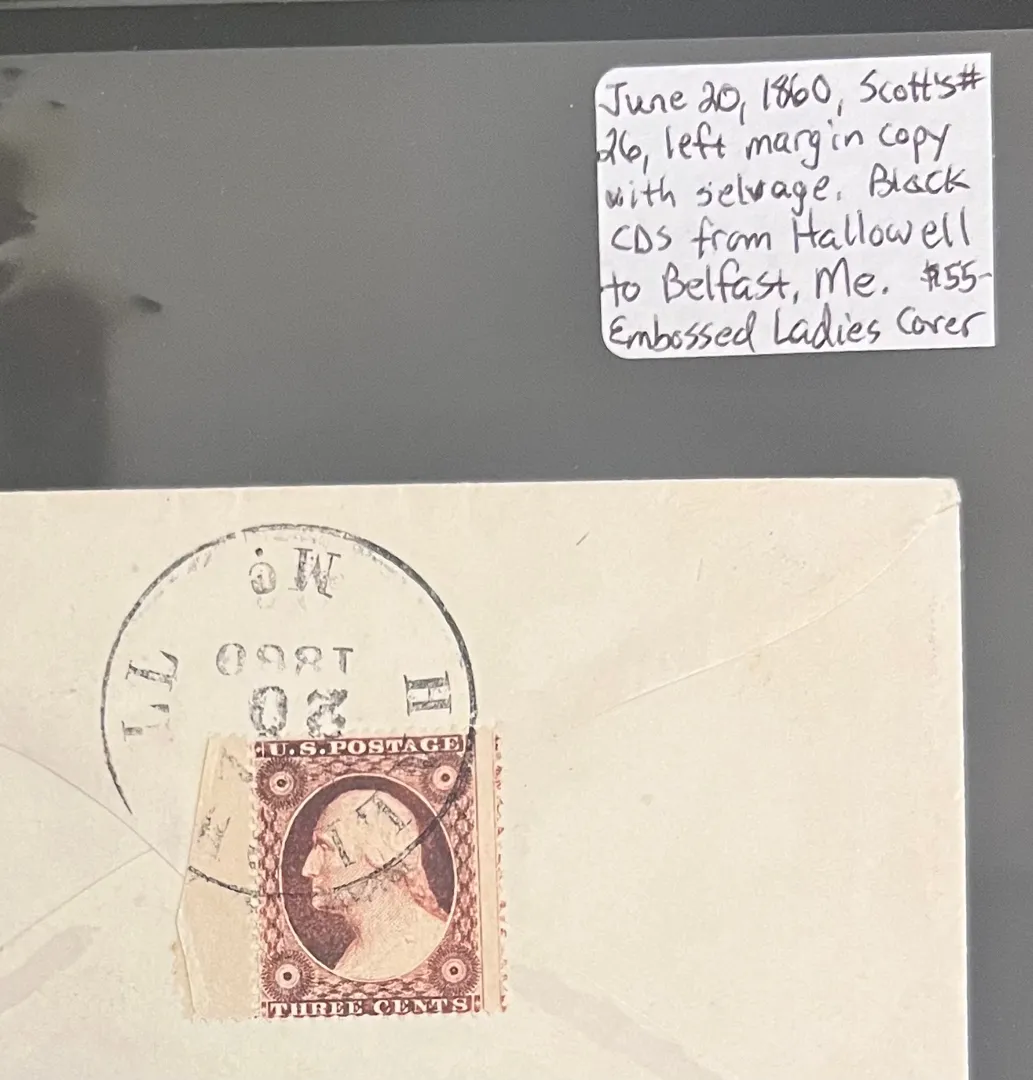 June 20, 1860, Scott's #
26, left margin copy
with selvage. Black
CDS from Hallowell
to Belfast, Me. $55-
Embossed Ladies Cover
Me
1860
20
H
LL
U.S. POSTAGE
THREE CENTS